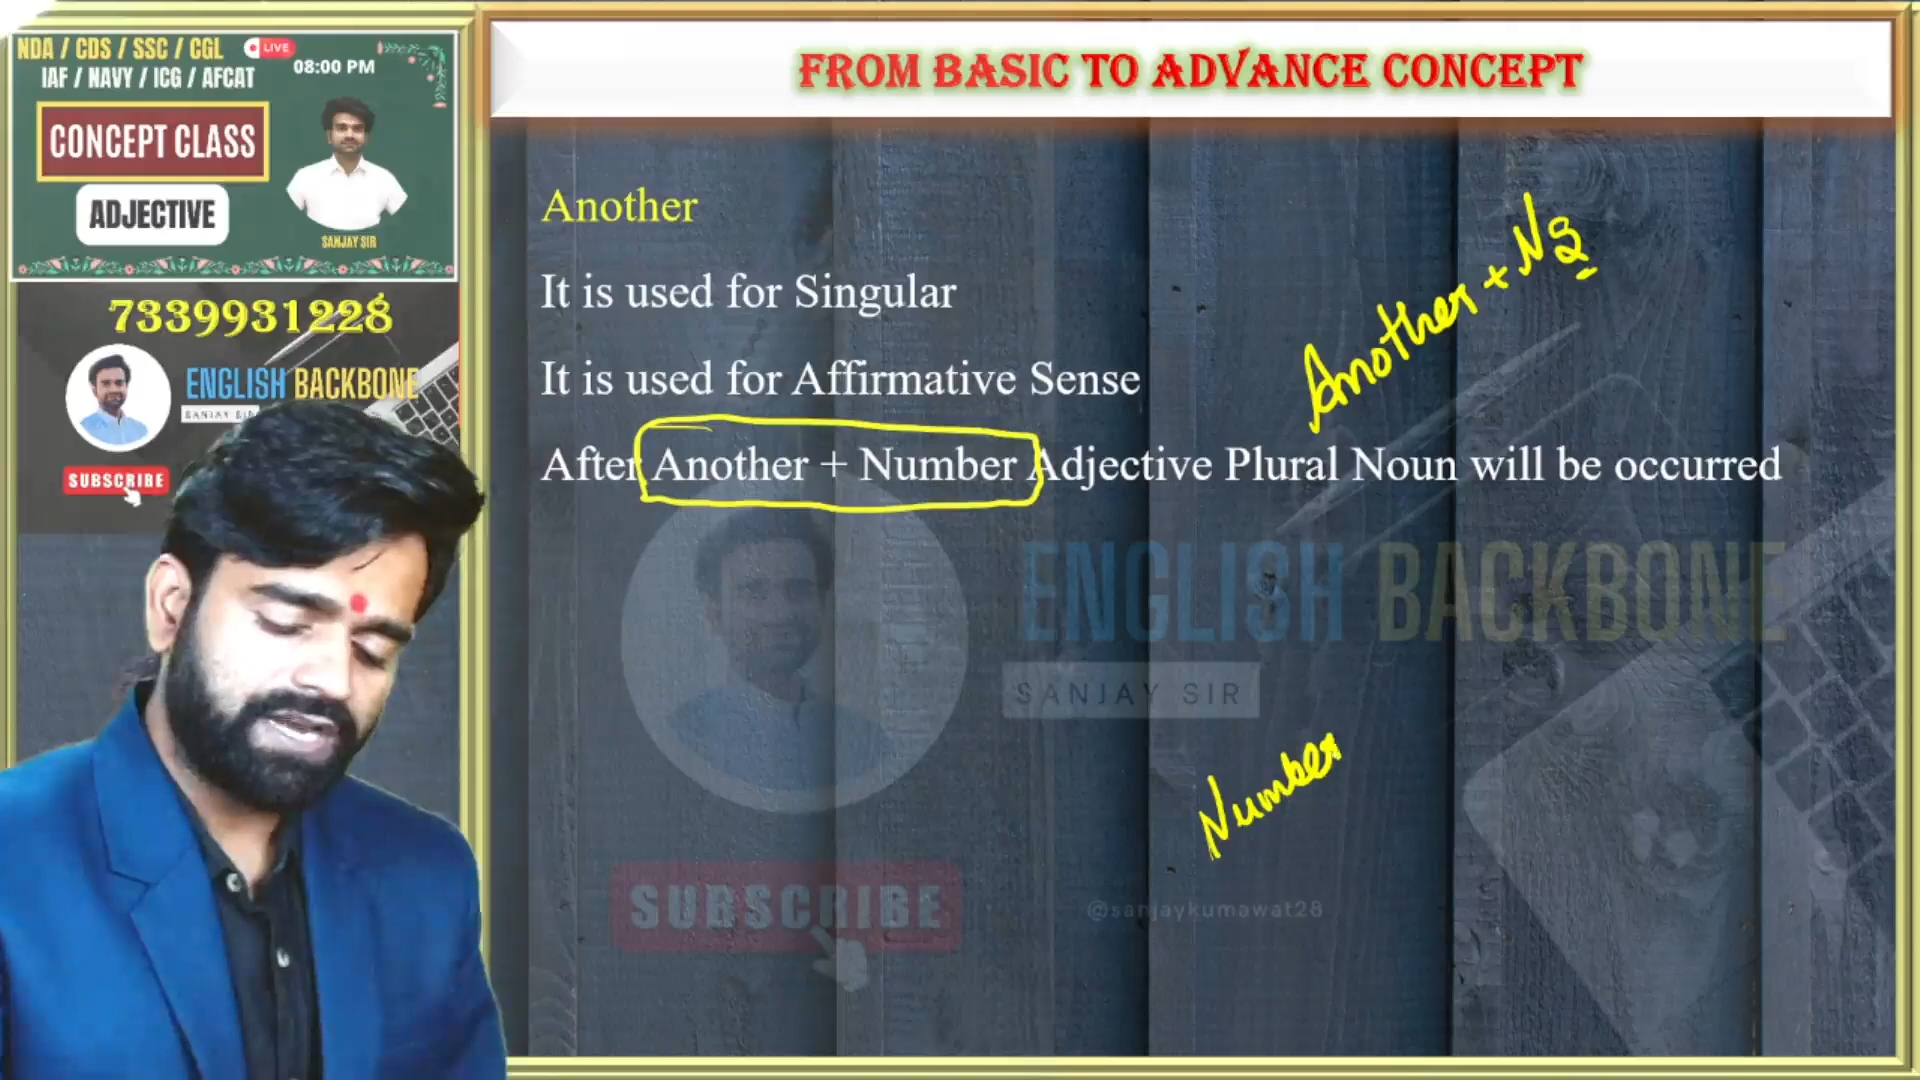 NDA / CDS / SSC / CGL
LIVE
IAF / NAVY / ICG / AFCAT
08:00 PM
CONCEPT CLASS
ADJECTIVE
SANJAY SIR
7339931228
ENGLISH BACKBONE
SUBSCRIBE
FROM BASIC TO ADVANCE CONCEPT
Another
It is used for Singular
It is used for Affirmative Sense
After Another + Number Adjective Plural Noun will be occurred
Another + NS
ENGLISH BACKBONE
SANJAY SIR
Number
SUBSCRIBE
@sanjaykumawat28